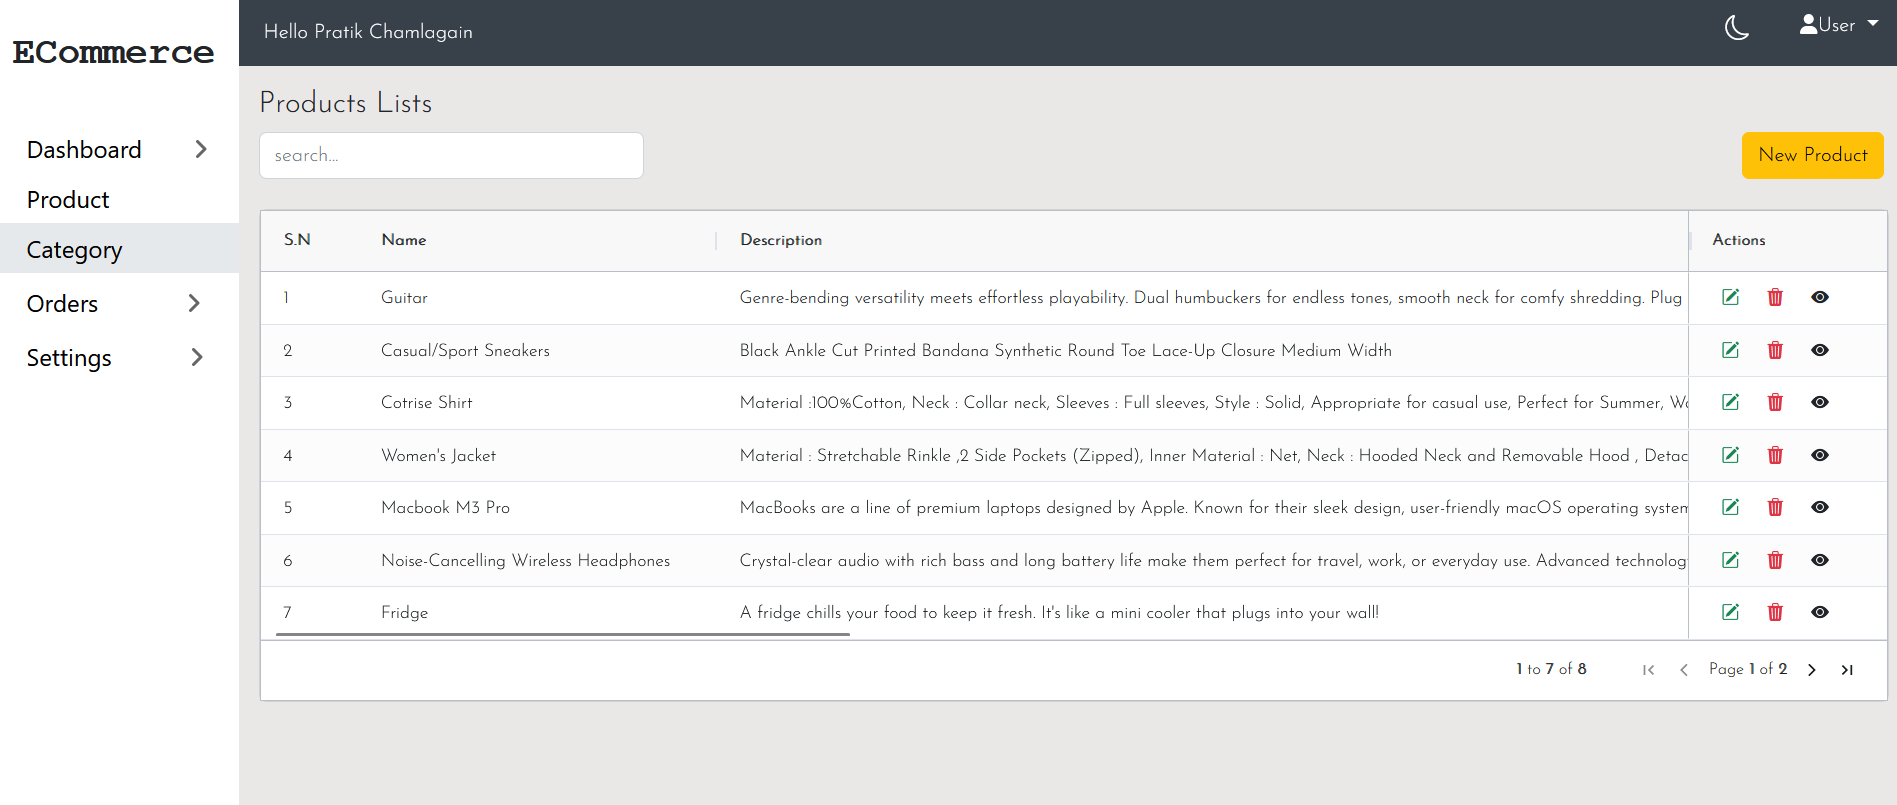 ECommerce
Hello Pratik Chamlagain
User
Dashboard
Product
Category
Orders
Settings
Products Lists
search...
New Product
S.N Name Description Actions
1 Guitar Genre-bending versatility meets effortless playability. Dual humbuckers for endless tones, smooth neck for comfy shredding. Plug
2 Casual/Sport Sneakers Black Ankle Cut Printed Bandana Synthetic Round Toe Lace-Up Closure Medium Width
3 Cotrise Shirt Material :100%Cotton, Neck : Collar neck, Sleeves : Full sleeves, Style : Solid, Appropriate for casual use, Perfect for Summer,
4 Women's Jacket Material : Stretchable Rinkle ,2 Side Pockets (Zipped), Inner Material : Net, Neck : Hooded Neck and Removable Hood , Detac
5 Macbook M3 Pro MacBooks are a line of premium laptops designed by Apple. Known for their sleek design, user-friendly macOS operating system
6 Noise-Cancelling Wireless Headphones Crystal-clear audio with rich bass and long battery life make them perfect for travel, work, or everyday use. Advanced technolog
7 Fridge A fridge chills your food to keep it fresh. It's like a mini cooler that plugs into your wall!
1 to 7 of 8 Page 1 of 2